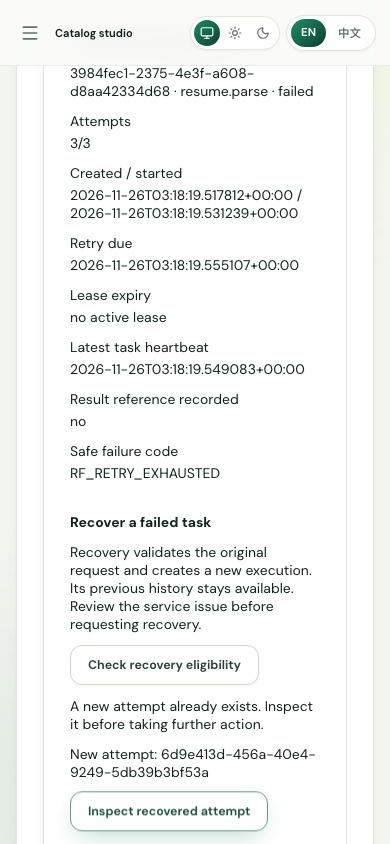 Catalog studio
EN
中文
3984fec1-2375-4e3f-a608-
d8aa42334d68 · resume.parse · failed
Attempts
3/3
Created / started
2026-11-26T03:18:19.517812+00:00 /
2026-11-26T03:18:19.531239+00:00
Retry due
2026-11-26T03:18:19.555107+00:00
Lease expiry
no active lease
Latest task heartbeat
2026-11-26T03:18:19.549083+00:00
Result reference recorded
no
Safe failure code
RF_RETRY_EXHAUSTED
Recover a failed task
Recovery validates the original
request and creates a new execution.
Its previous history stays available.
Review the service issue before
requesting recovery.
Check recovery eligibility
A new attempt already exists. Inspect
it before taking further action.
New attempt: 6d9e413d-456a-40e4-
9249-5db39b3bf53a
Inspect recovered attempt